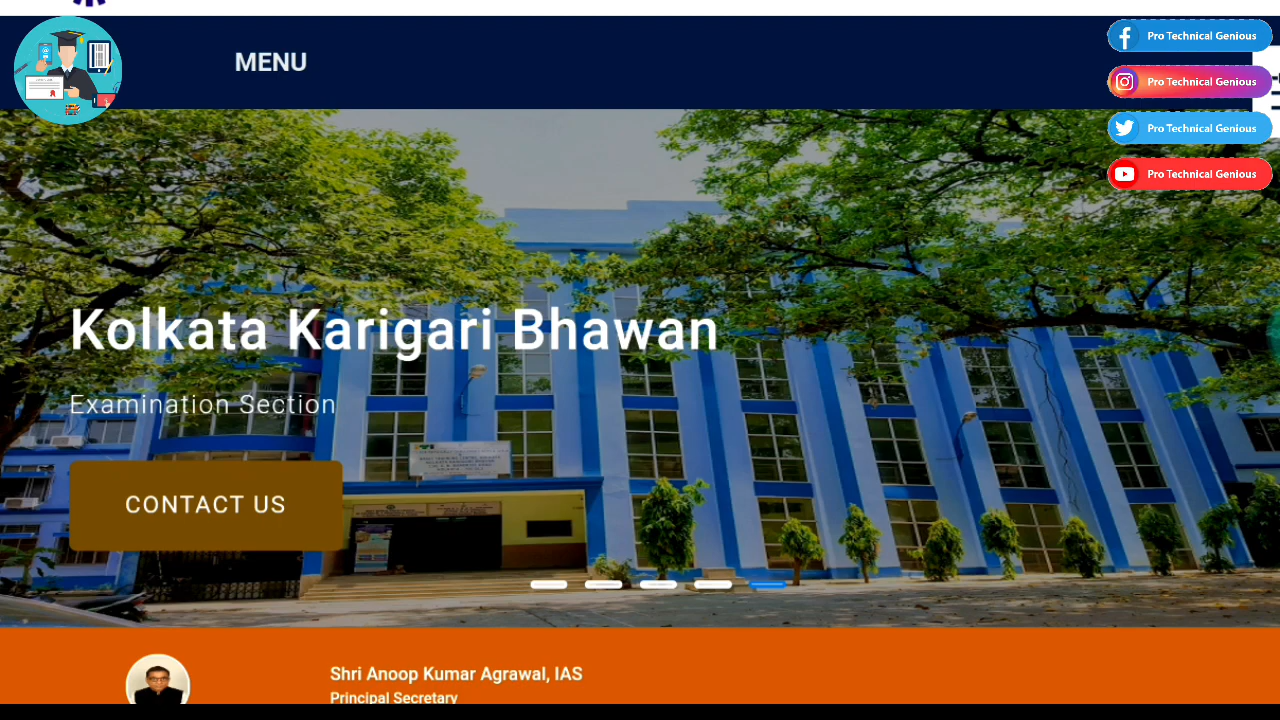 MENU
Pro Technical Genious
Pro Technical Genious
Pro Technical Genious
Pro Technical Genious
Kolkata Karigari Bhawan
Examination Section
CONTACT US
Shri Anoop Kumar Agrawal, IAS
Principal Secretary